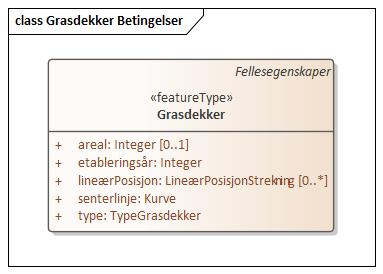 class Grasdekker Betingelser
Fellesegenskaper
«featureType»
Grasdekker
+ areal: Integer [0..1]
+ etableringsår: Integer
+ lineærPosisjon: LineærPosisjonStrekning [0..*]
+ senterlinje: Kurve
+ type: TypeGrasdekker